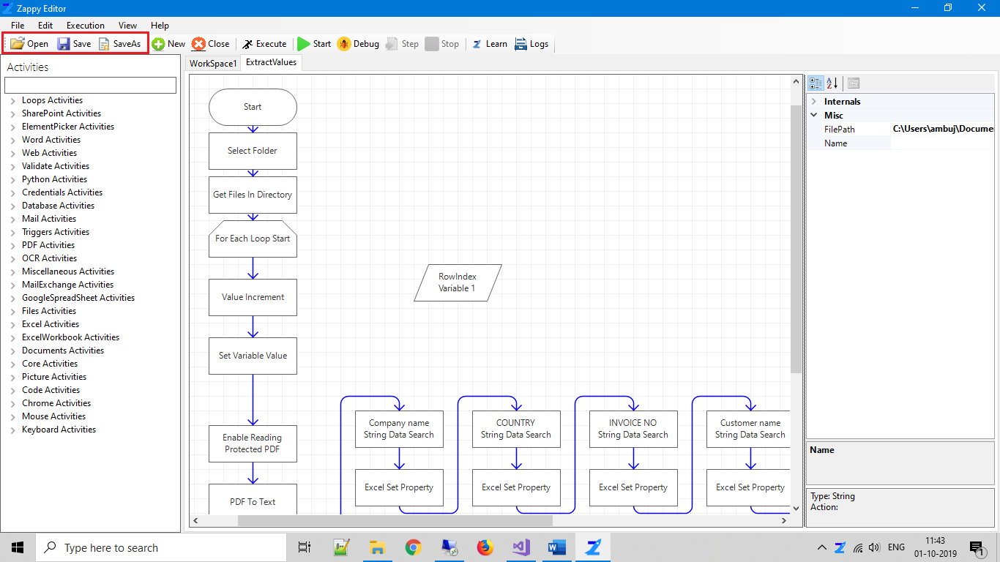 Zappy Editor
File Edit Execution View Help
Open Save SaveAs New Close Execute Start Debug Step Stop Learn Logs
Activities
Loops Activities
SharePoint Activities
ElementPicker Activities
Word Activities
Web Activities
Validate Activities
Python Activities
Credentials Activities
Database Activities
Mail Activities
Triggers Activities
PDF Activities
OCR Activities
Miscellaneous Activities
MailExchange Activities
GoogleSpreadSheet Activities
Files Activities
Excel Activities
ExcelWorkbook Activities
Documents Activities
Core Activities
Picture Activities
Code Activities
Chrome Activities
Mouse Activities
Keyboard Activities
WorkSpace1 ExtractValues
Start
Select Folder
Get Files In Directory
For Each Loop Start
Value Increment
Set Variable Value
Enable Reading
Protected PDF
PDF To Text
RowIndex
Variable 1
Company name
String Data Search
Excel Set Property
COUNTRY
String Data Search
Excel Set Property
INVOICE NO
String Data Search
Excel Set Property
Customer name
String Data Search
Excel Set Property
Internals
Misc
FilePath C:\Users\ambuj\Docume
Name
Name
Type: String
Action:
Type here to search
ENG
11:43
01-10-2019
1